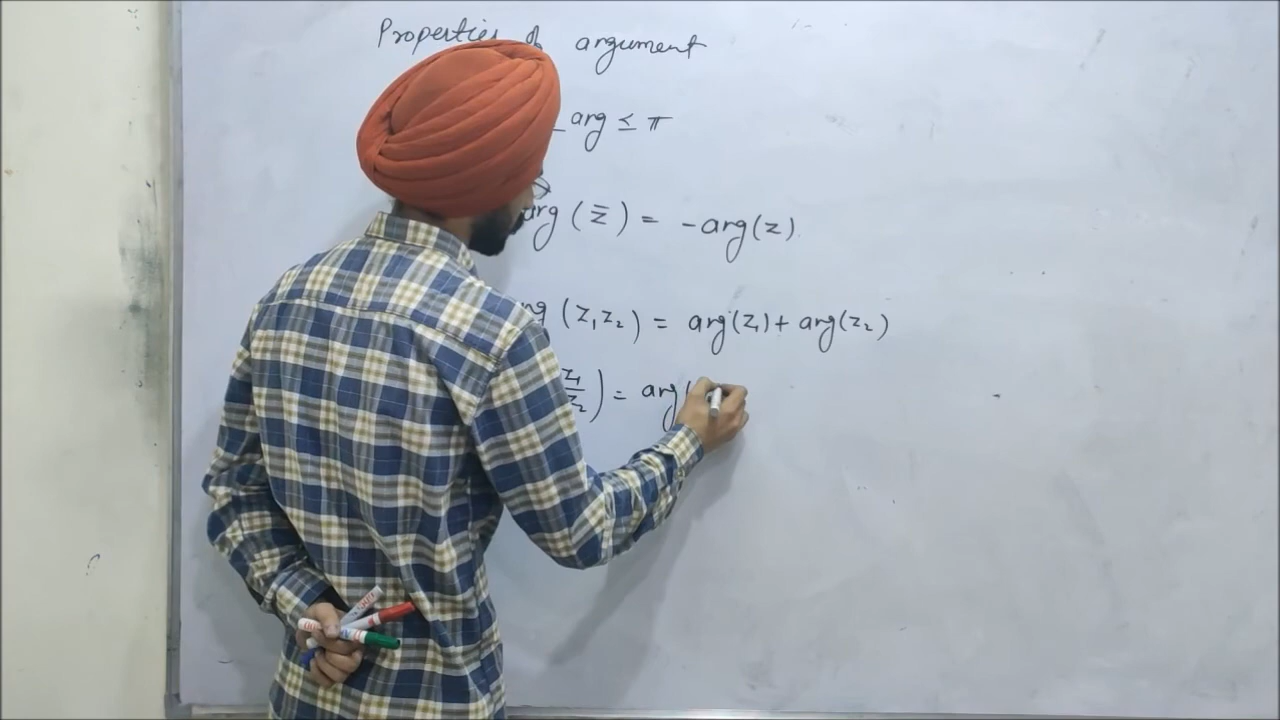 Properties of argument
arg ≤ π
arg (z̄) = -arg(z)
arg (z₁z₂) = arg(z₁) + arg(z₂)
z₁/z₂) = arg(